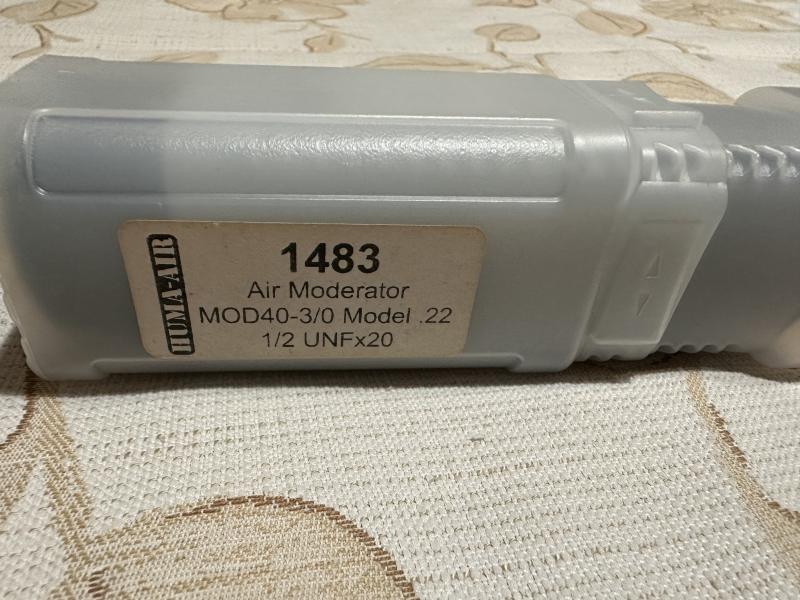 HUMA-AIR
1483
Air Moderator
MOD40-3/0 Model .22
1/2 UNFx20